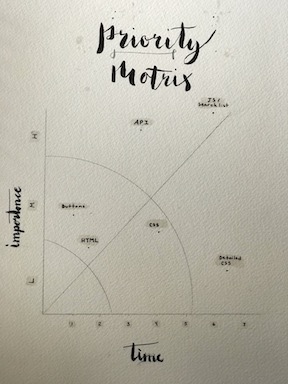 Priority
Matrix
JS/
Search list
API
H
Buttons
M
CSS
HTML
Detailed
CSS
L
importance
1 2 3 4 5 6 7
time